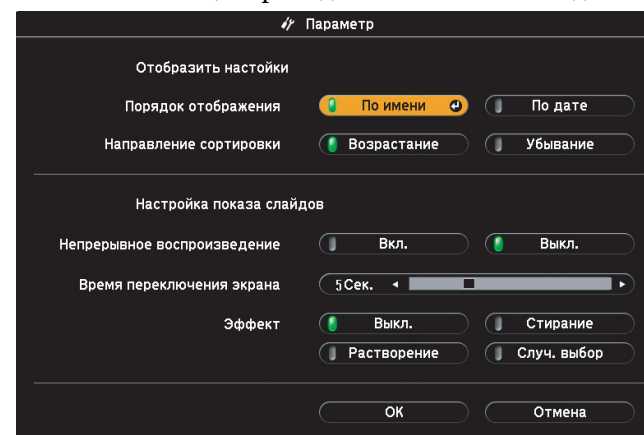 Параметр
Отобразить настойки
Порядок отображения По имени По дате
Направление сортировки Возрастание Убывание
Настройка показа слайдов
Непрерывное воспроизведение Вкл. Выкл.
Время переключения экрана 5Сек.
Эффект Выкл. Стирание
Растворение Случ. выбор
OK Отмена